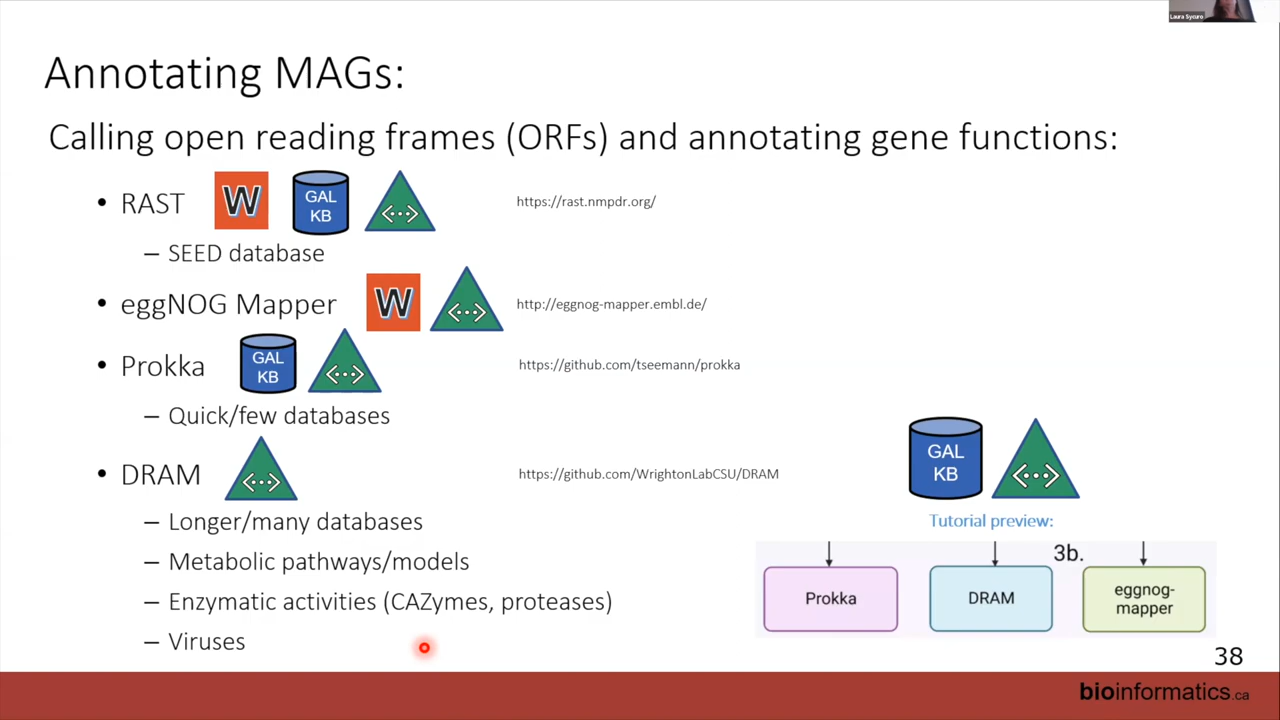 Laura Sycuro
Annotating MAGs:
Calling open reading frames (ORFs) and annotating gene functions:
• RAST W GAL KB <··> https://rast.nmpdr.org/
– SEED database
• eggNOG Mapper W <··> http://eggnog-mapper.embl.de/
• Prokka GAL KB <··> https://github.com/tseemann/prokka
– Quick/few databases
• DRAM <··> https://github.com/WrightonLabCSU/DRAM
GAL KB <··>
– Longer/many databases
Tutorial preview:
– Metabolic pathways/models
3b.
– Enzymatic activities (CAZymes, proteases)
Prokka DRAM eggnog-mapper
– Viruses
38
bioinformatics.ca